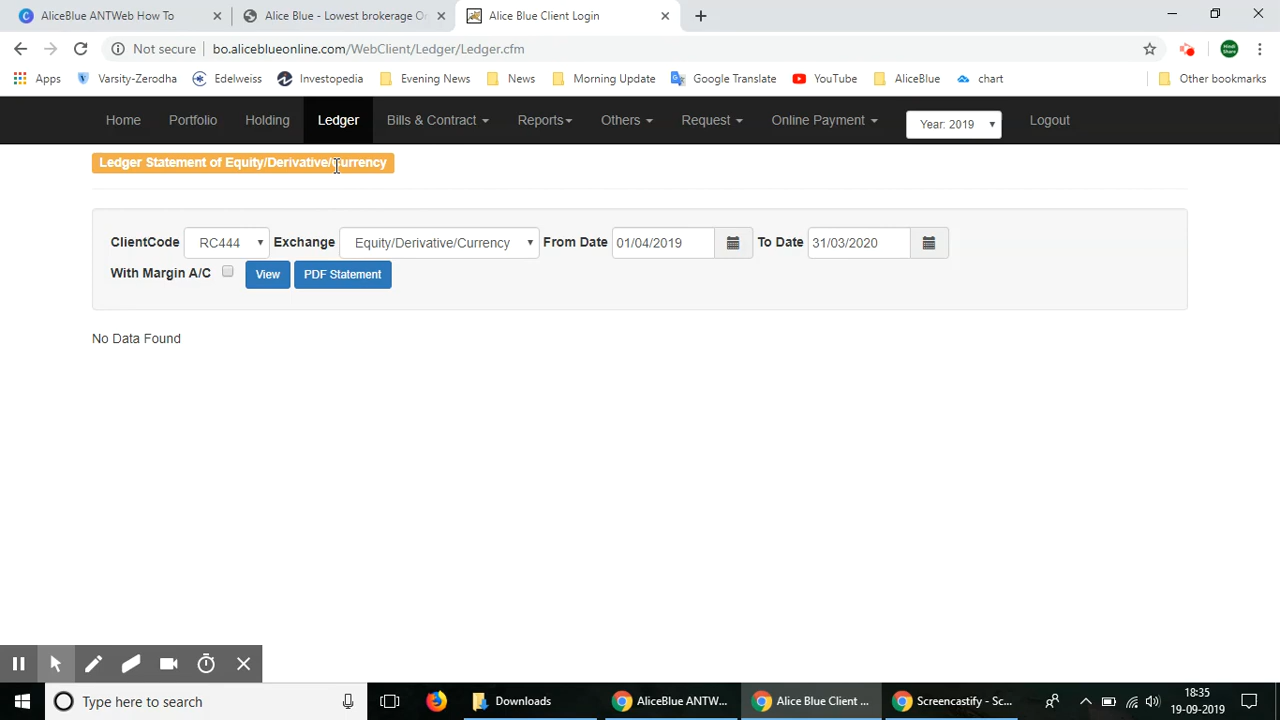 AliceBlue ANTWeb How To
Alice Blue - Lowest brokerage On
Alice Blue Client Login
Not secure
bo.aliceblueonline.com/WebClient/Ledger/Ledger.cfm
Apps
Varsity-Zerodha
Edelweiss
Investopedia
Evening News
News
Morning Update
Google Translate
YouTube
AliceBlue
chart
Other bookmarks
Home
Portfolio
Holding
Ledger
Bills & Contract
Reports
Others
Request
Online Payment
Year: 2019
Logout
Ledger Statement of Equity/Derivative/Currency
ClientCode RC444 Exchange Equity/Derivative/Currency From Date 01/04/2019 To Date 31/03/2020
With Margin A/C View PDF Statement
No Data Found
Type here to search
Downloads
AliceBlue ANTW...
Alice Blue Client ...
Screencastify - Sc...
18:35
19-09-2019